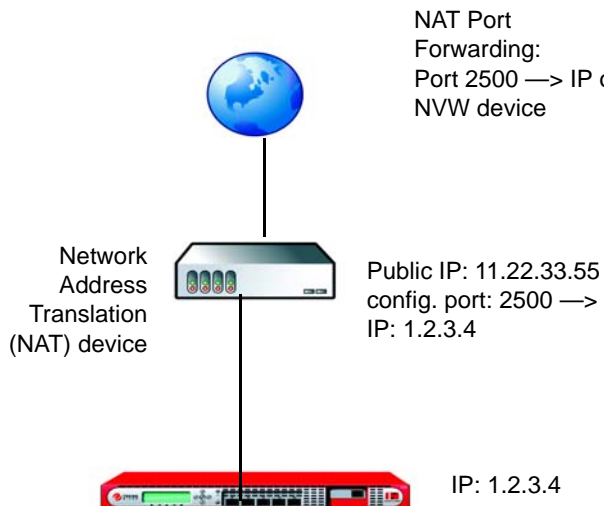 NAT Port
Forwarding:
Port 2500 —> IP
NVW device
Network
Address
Translation
(NAT) device
Public IP: 11.22.33.55
config. port: 2500 —>
IP: 1.2.3.4
IP: 1.2.3.4